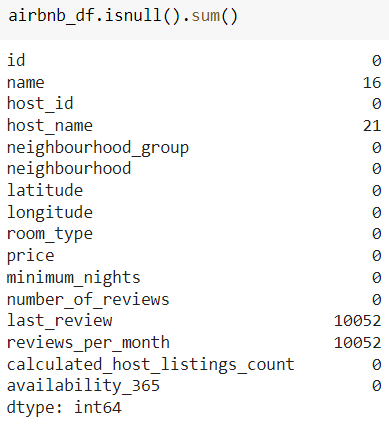 airbnb_df.isnull().sum()
id 0
name 16
host_id 0
host_name 21
neighbourhood_group 0
neighbourhood 0
latitude 0
longitude 0
room_type 0
price 0
minimum_nights 0
number_of_reviews 0
last_review 10052
reviews_per_month 10052
calculated_host_listings_count 0
availability_365 0
dtype: int64